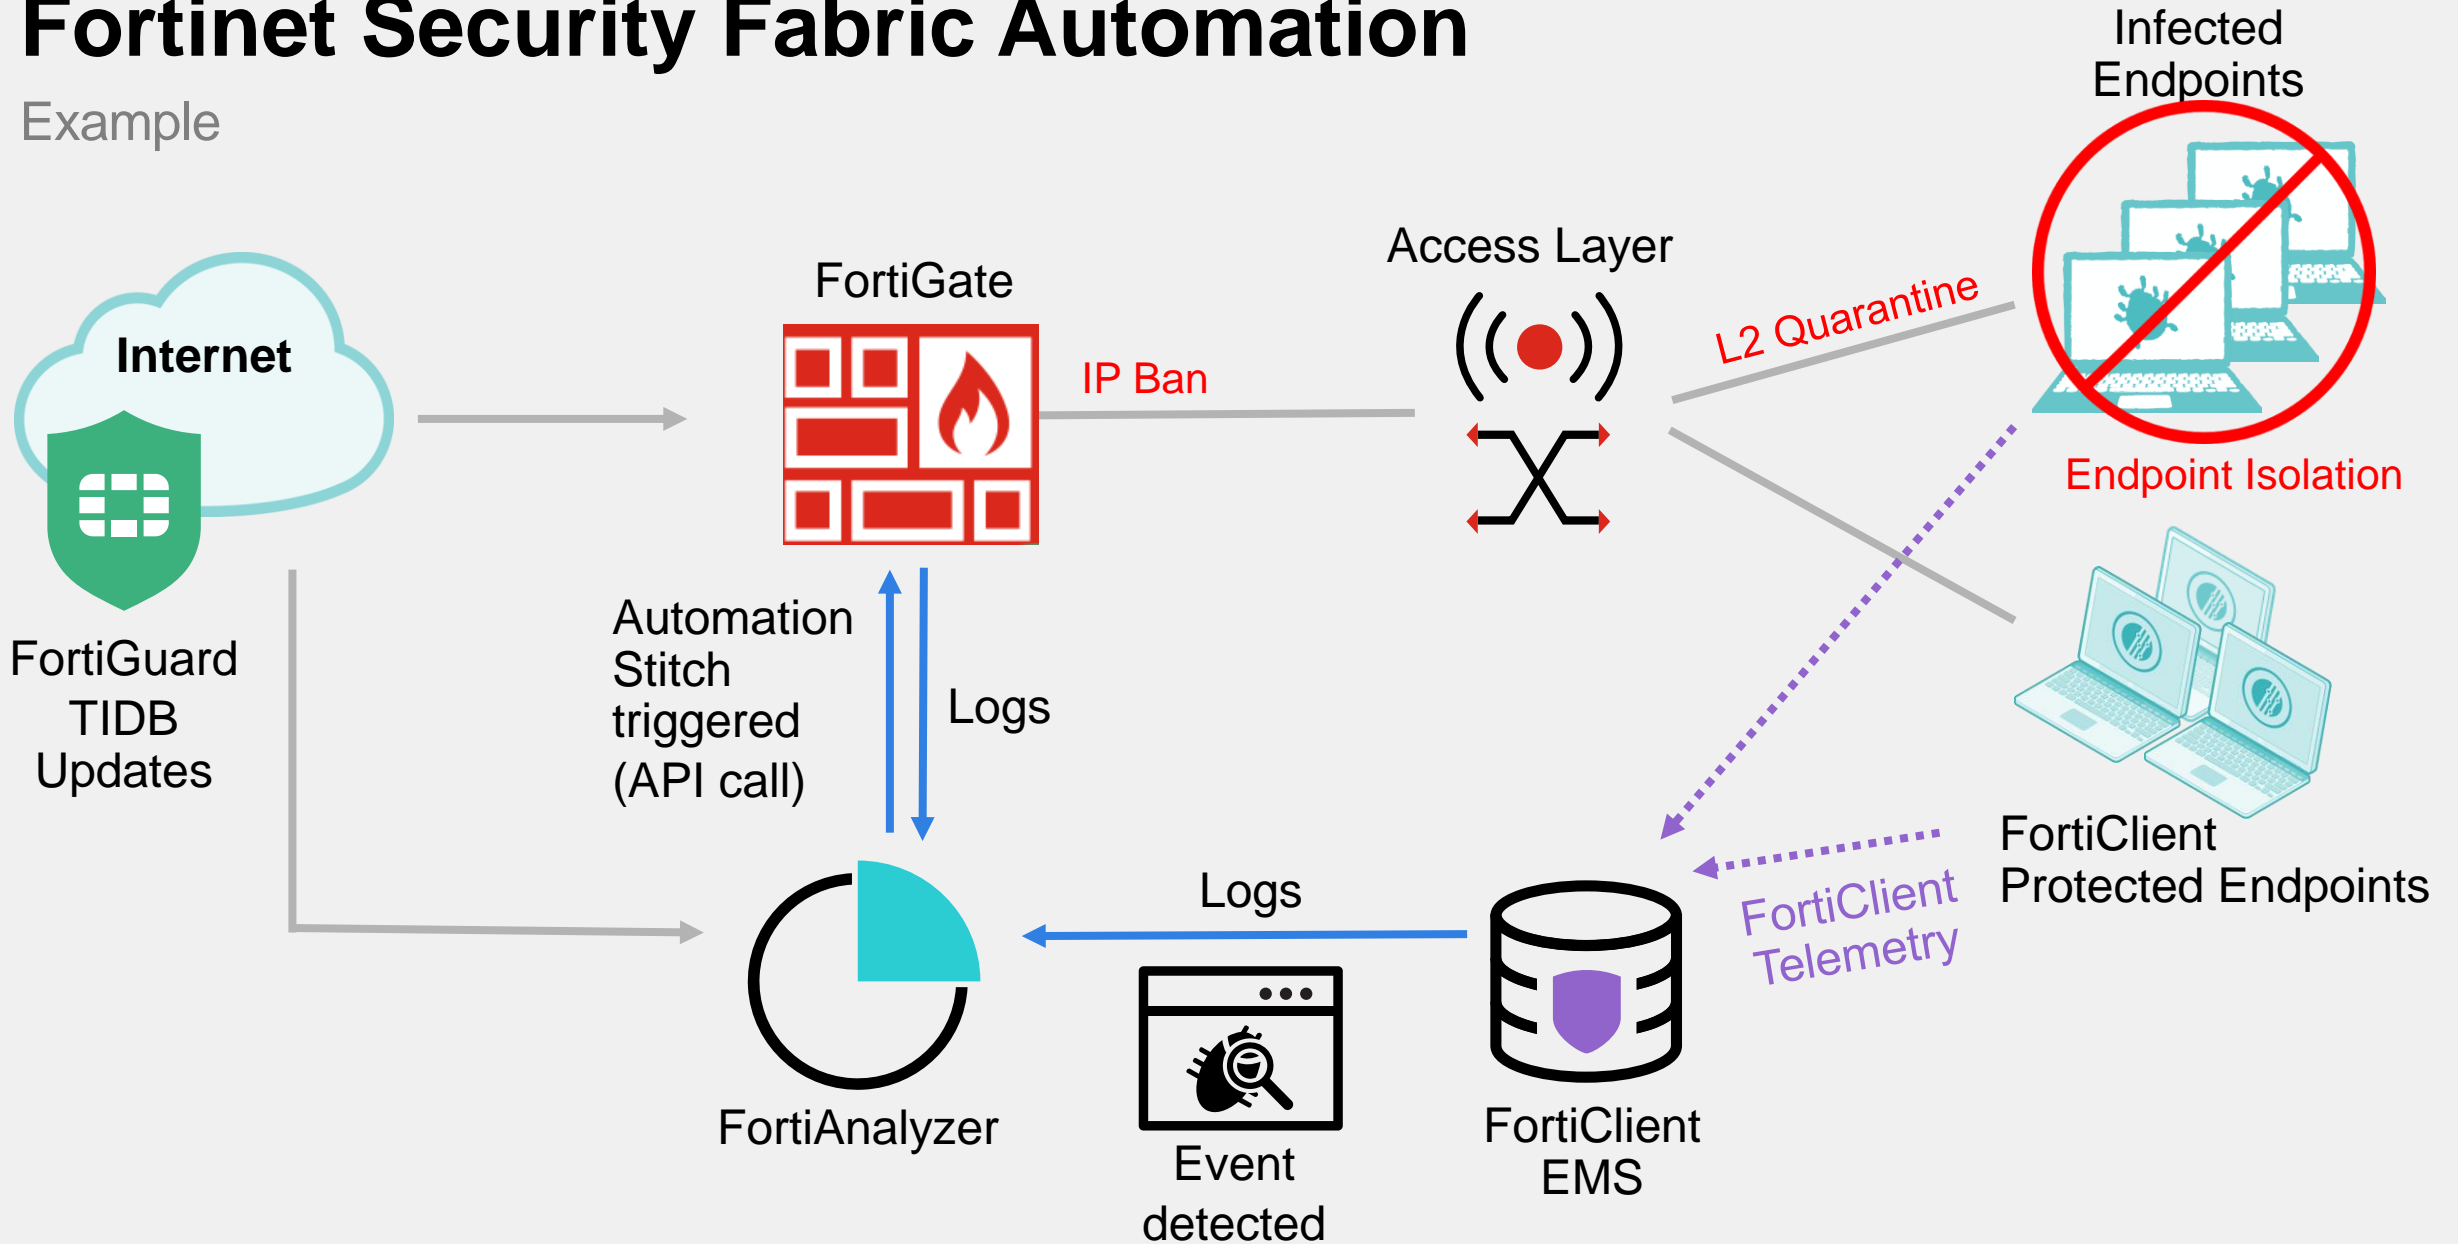 Fortinet Security Fabric Automation
Example
Infected
Endpoints
Access Layer
FortiGate
Internet
IP Ban
L2 Quarantine
Endpoint Isolation
Automation
Stitch
triggered
(API call)
Logs
FortiGuard
TIDB
Updates
FortiClient
Protected Endpoints
Logs
FortiClient
Telemetry
FortiAnalyzer
Event
detected
FortiClient
EMS